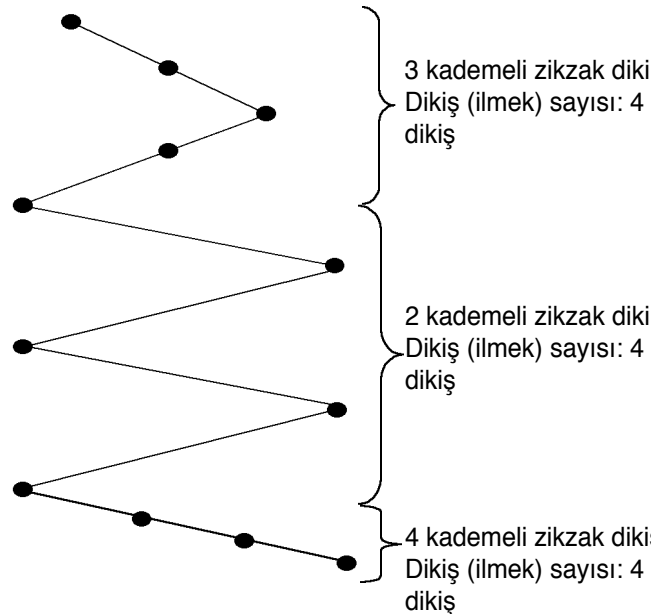 3 kademeli zikzak diki
Dikiş (ilmek) sayısı: 4
dikiş
2 kademeli zikzak diki
Dikiş (ilmek) sayısı: 4
dikiş
4 kademeli zikzak dikiş
Dikiş (ilmek) sayısı: 4
dikiş